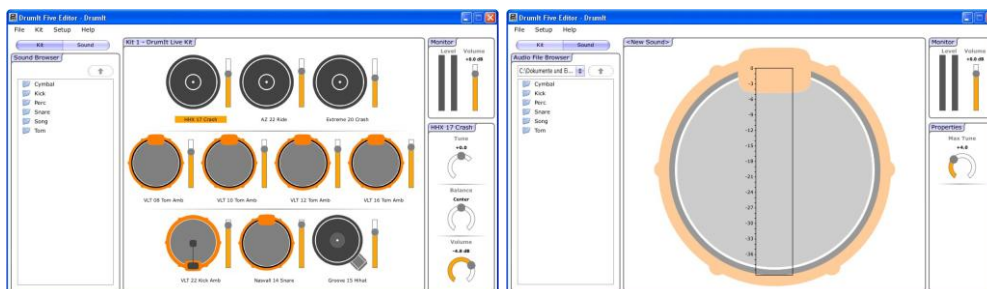 DrumIt Five Editor - DrumIt
File Kit Setup Help
Kit Sound
Sound Browser
Cymbal
Kick
Perc
Snare
Song
Tom
Kit 1 - DrumIt Live Kit
HHX 17 Crash
AZ 22 Ride
Extreme 20 Crash
VLT 08 Tom Amb
VLT 10 Tom Amb
VLT 12 Tom Amb
VLT 16 Tom Amb
VLT 22 Kick Amb
Naswall 14 Snare
Groove 15 Hihat
Monitor
Level Volume
+0.0 dB
HHX 17 Crash
Tune
+0.0
Balance
Center
Volume
-4.0 dB
DrumIt Five Editor - DrumIt
File Setup Help
Kit Sound
Audio File Browser
C:\Dokumente und Ei...
Cymbal
Kick
Perc
Snare
Song
Tom
<New Sound>
0
-3
-6
-9
-12
-15
-18
-21
-24
-27
-30
-33
-36
Monitor
Level Volume
+0.0 dB
Properties
Max Tune
+4.0